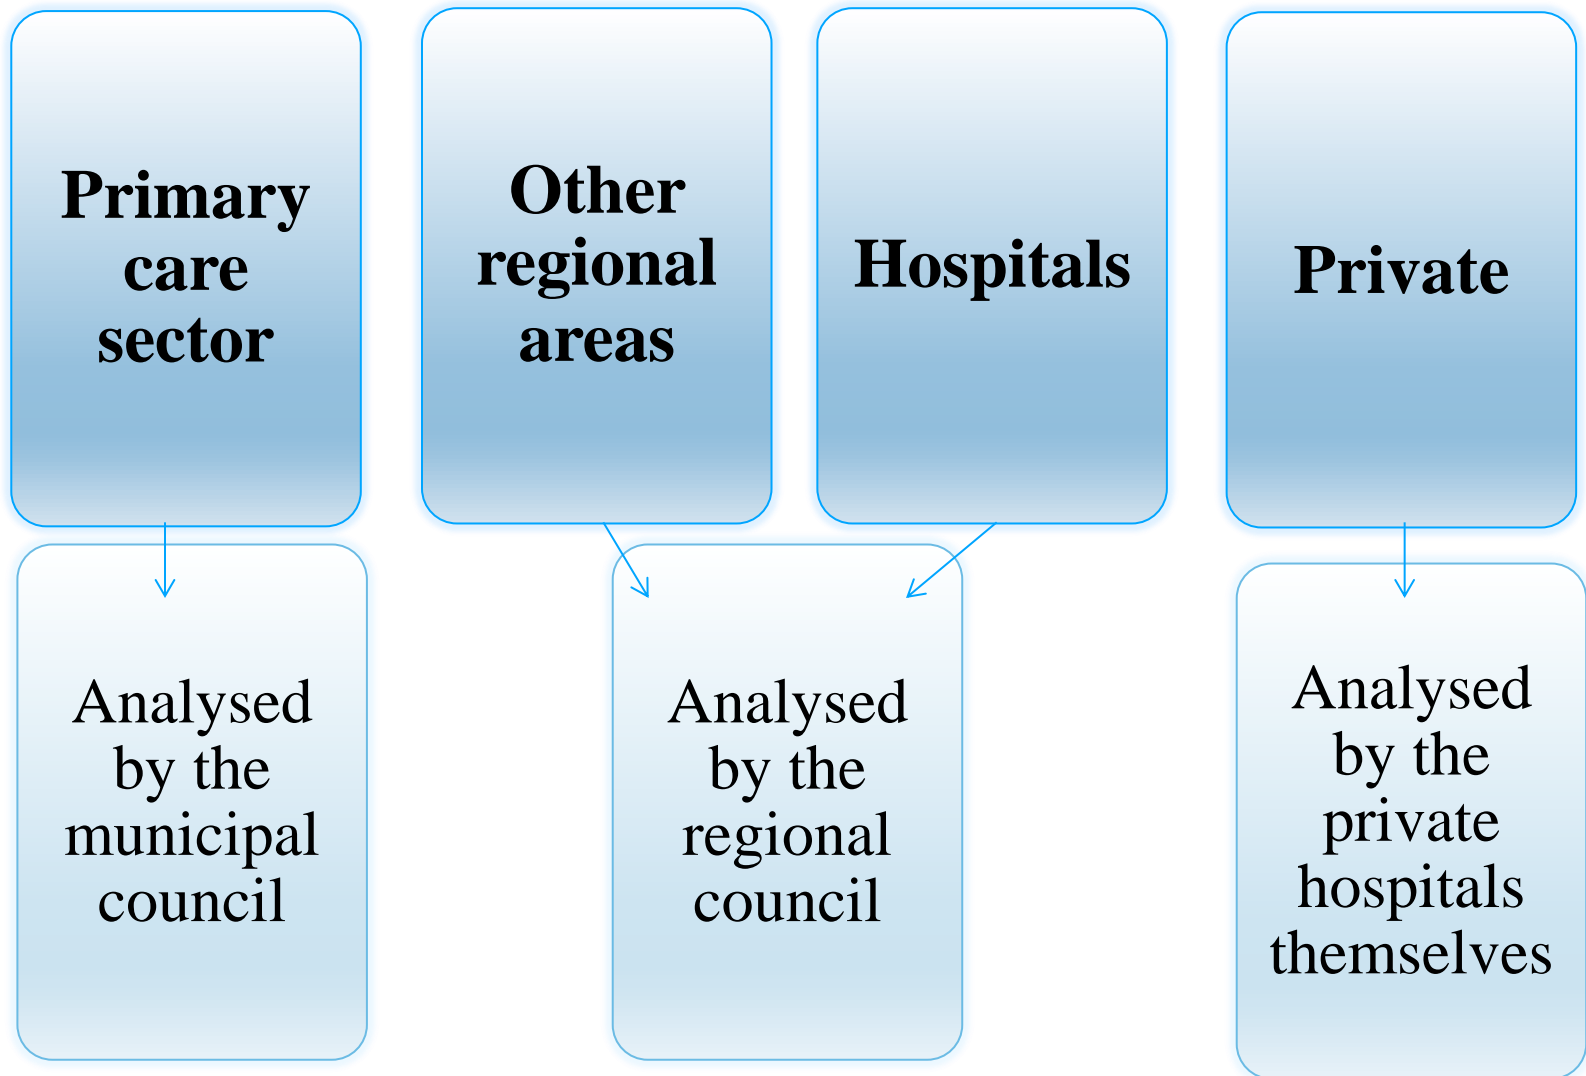 Primary
care
sector
Other
regional
areas
Hospitals
Private
Analysed
by the
municipal
council
Analysed
by the
regional
council
Analysed
by the
private
hospitals
themselves